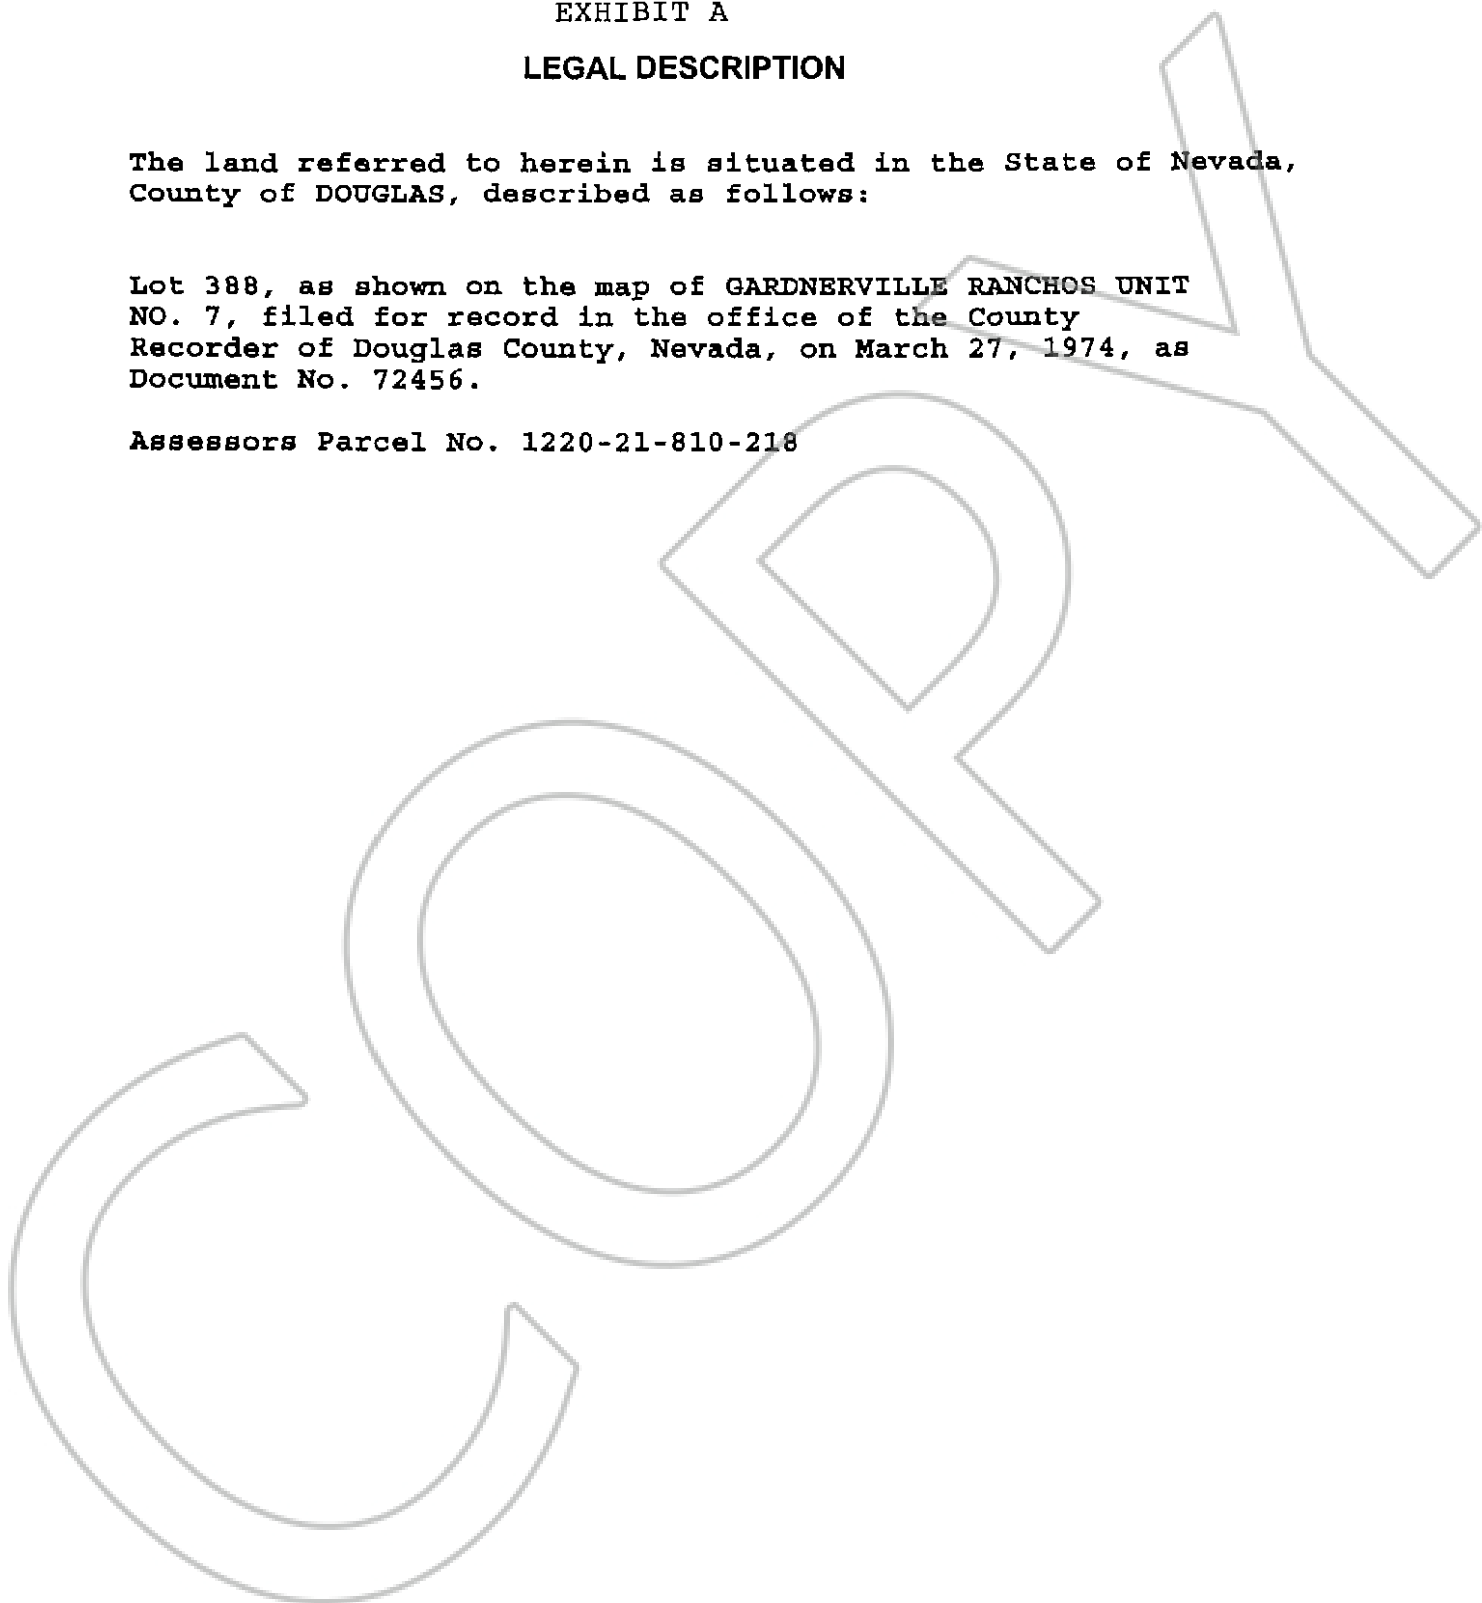 EXHIBIT A
LEGAL DESCRIPTION
The land referred to herein is situated in the State of Nevada,
County of DOUGLAS, described as follows:
Lot 388, as shown on the map of GARDNERVILLE RANCHOS UNIT
NO. 7, filed for record in the office of the County
Recorder of Douglas County, Nevada, on March 27, 1974, as
Document No. 72456.
Assessors Parcel No. 1220-21-810-218
COPY